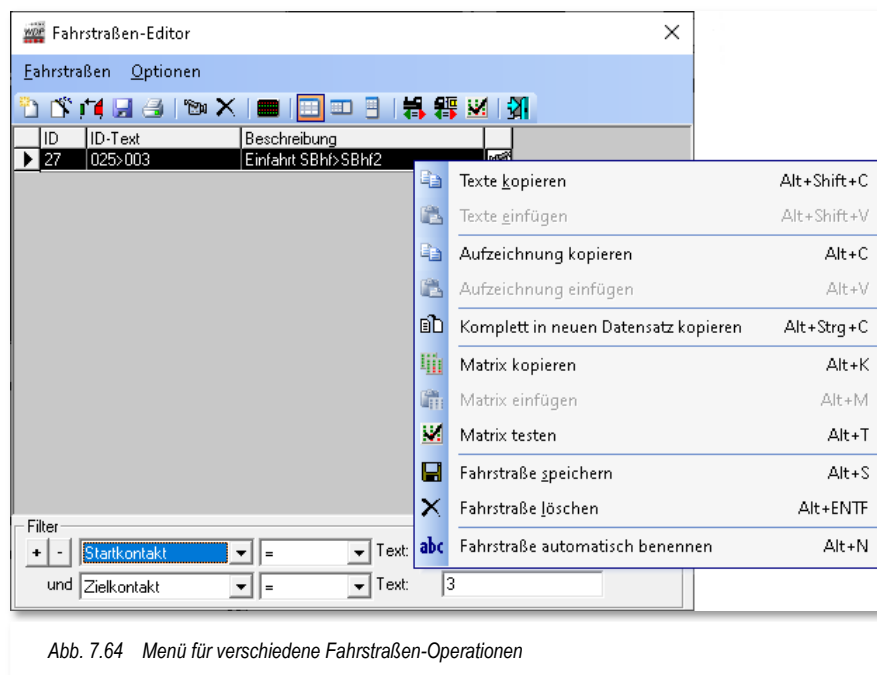 WDP Fahrstraßen-Editor
Fahrstraßen Optionen
ID ID-Text Beschreibung
27 025>003 Einfahrt SBhf>SBhf2
Texte kopieren Alt+Shift+C
Texte einfügen Alt+Shift+V
Aufzeichnung kopieren Alt+C
Aufzeichnung einfügen Alt+V
Komplett in neuen Datensatz kopieren Alt+Strg+C
Matrix kopieren Alt+K
Matrix einfügen Alt+M
Matrix testen Alt+T
Fahrstraße speichern Alt+S
Fahrstraße löschen Alt+ENTF
abc Fahrstraße automatisch benennen Alt+N
Filter
+ - Startkontakt = Text:
und Zielkontakt = Text: 3
Abb. 7.64 Menü für verschiedene Fahrstraßen-Operationen